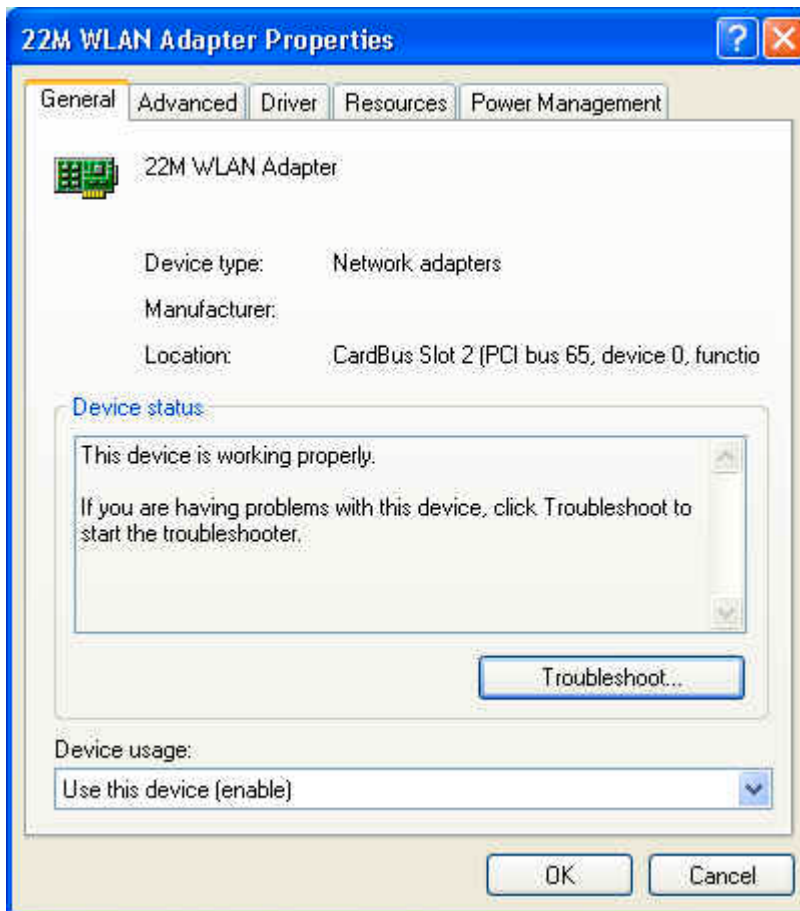 22M WLAN Adapter Properties
General Advanced Driver Resources Power Management
22M WLAN Adapter
Device type: Network adapters
Manufacturer:
Location: CardBus Slot 2 (PCI bus 65, device 0, functio
Device status
This device is working properly.
If you are having problems with this device, click Troubleshoot to
start the troubleshooter.
Troubleshoot...
Device usage:
Use this device (enable)
OK Cancel